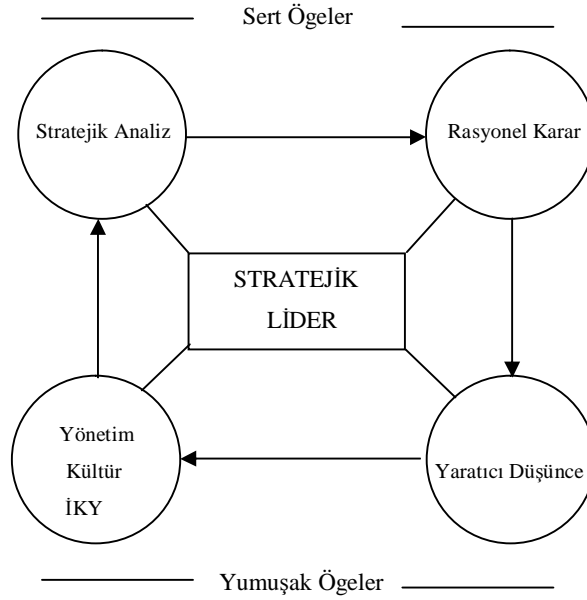 Sert Ögeler
Stratejik Analiz
Rasyonel Karar
STRATEJİK
LİDER
Yönetim
Kültür
İKY
Yaratıcı Düşünce
Yumuşak Ögeler